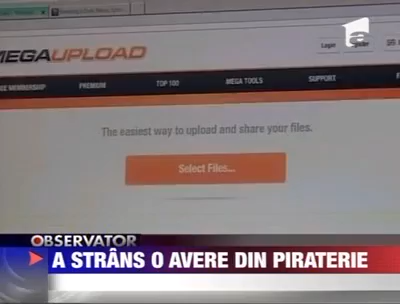 MEGAUPLOAD
Login
MEMBERSHIP
PREMIUM
TOP 100
MEGA TOOLS
SUPPORT
The easiest way to upload and share your files.
Select Files...
OBSERVATOR
A STRÂNS O AVERE DIN PIRATERIE